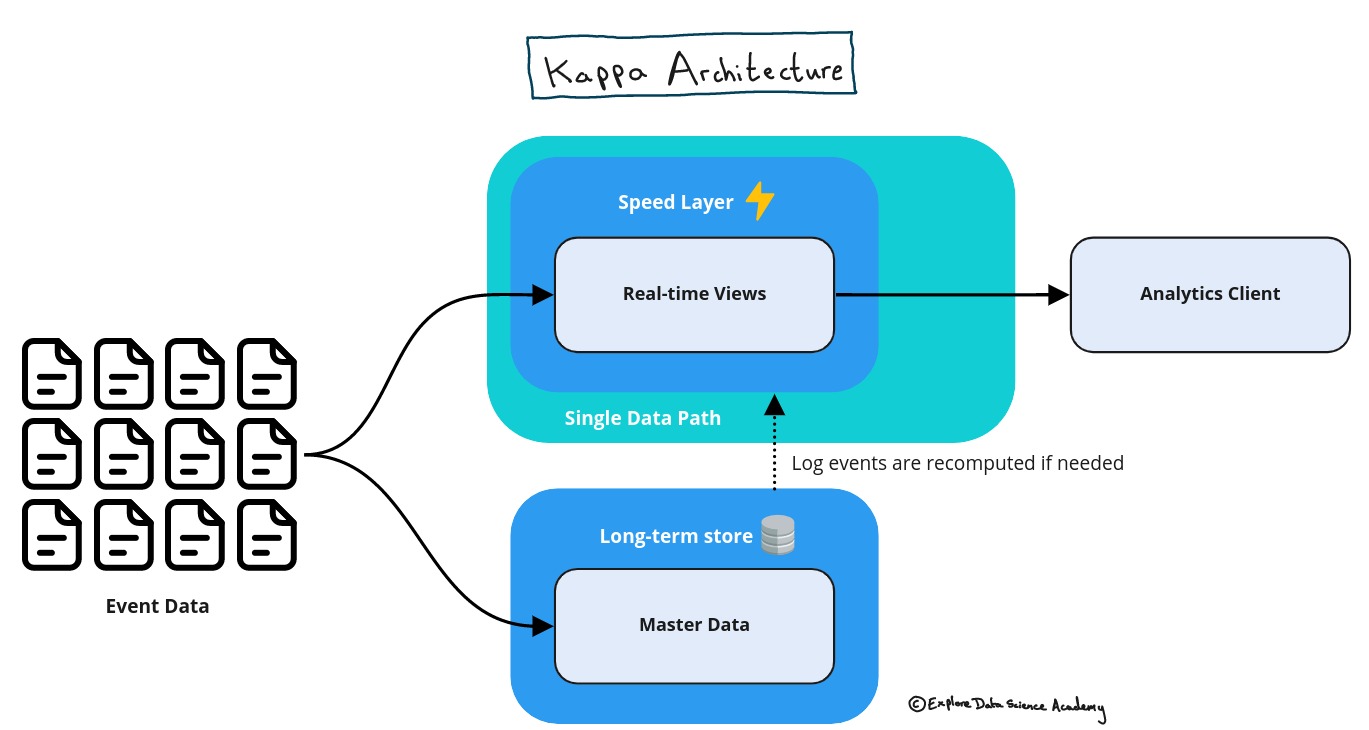 Kappa Architecture
Speed Layer
Real-time Views
Analytics Client
Single Data Path
Log events are recomputed if needed
Long-term store
Master Data
Event Data
©Explore Data Science Academy